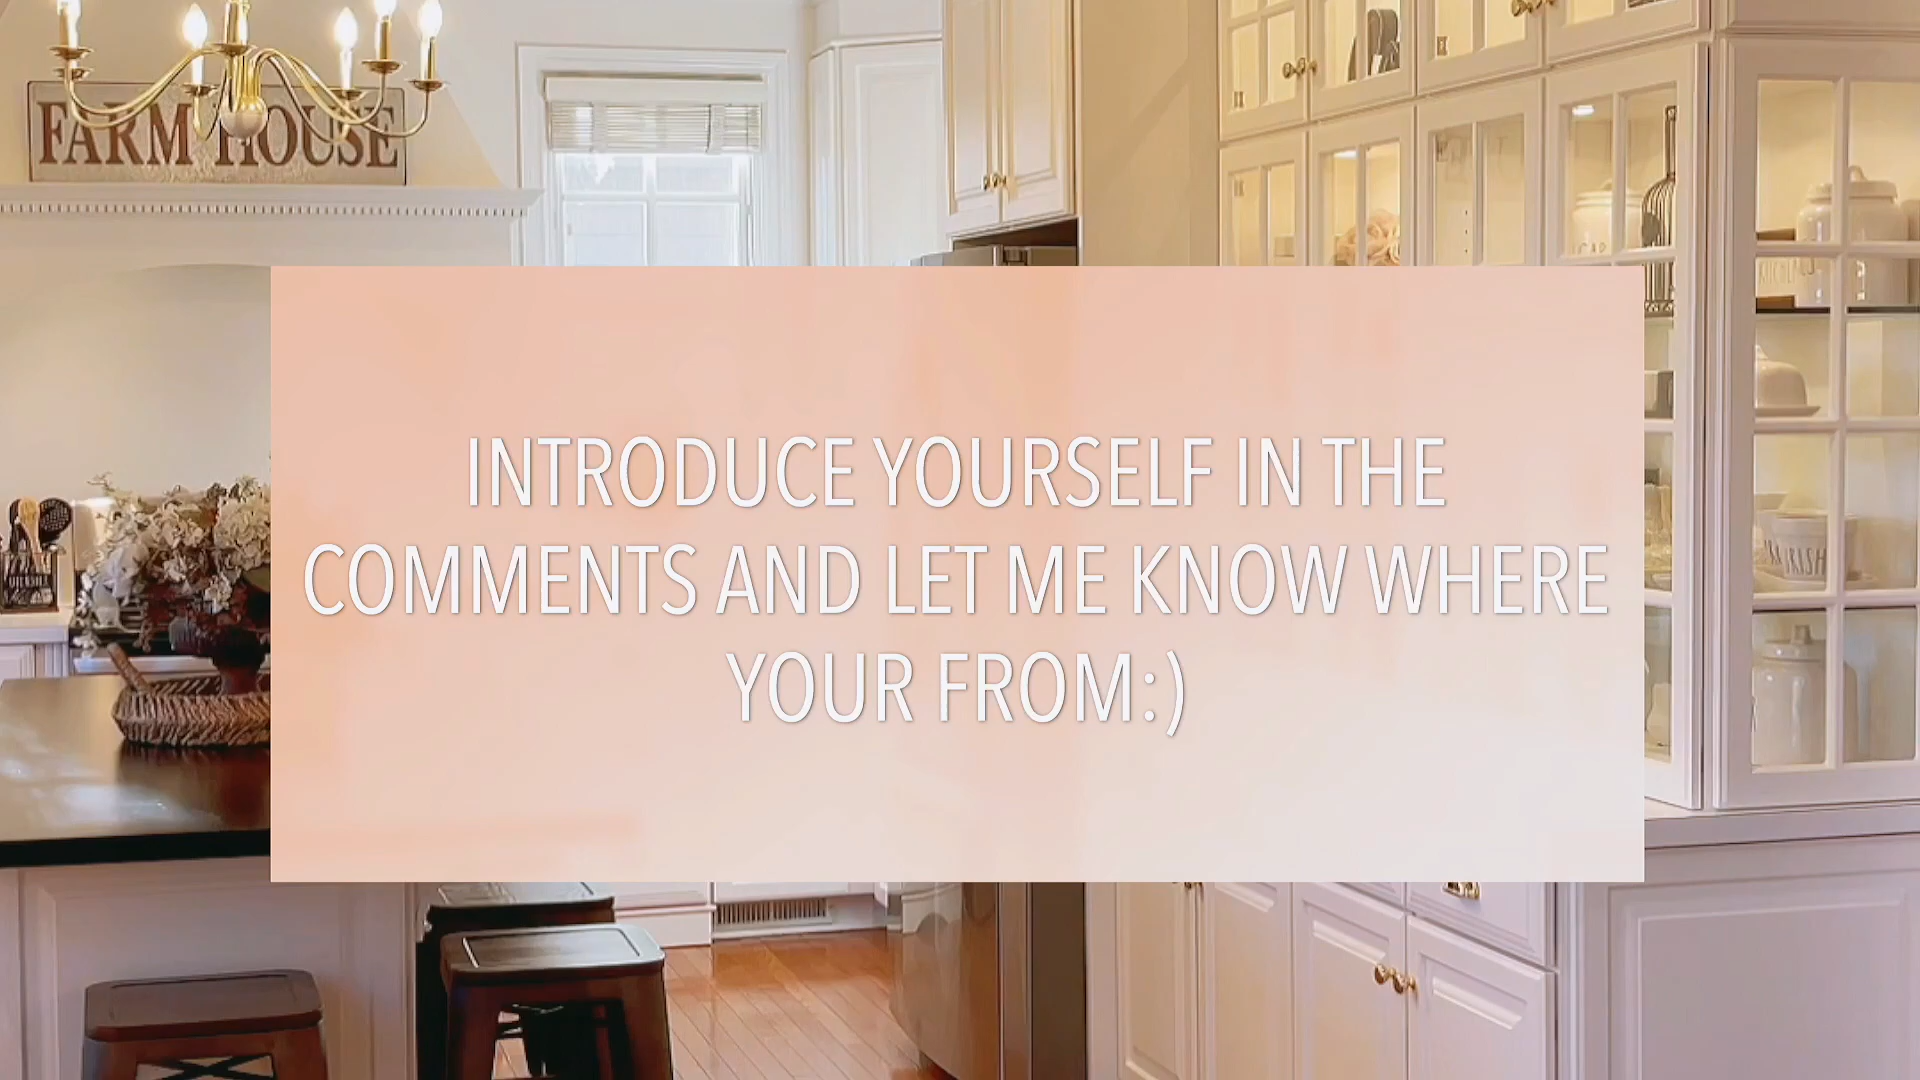 FARM HOUSE
INTRODUCE YOURSELF IN THE
COMMENTS AND LET ME KNOW WHERE
YOUR FROM:)